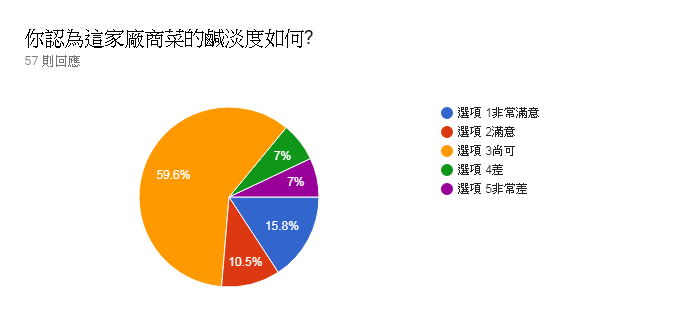 你認為這家廠商菜的鹹淡度如何?
57 則回應
選項 1非常滿意
選項 2滿意
選項 3尚可
選項 4差
選項 5非常差
59.6%
7%
7%
15.8%
10.5%